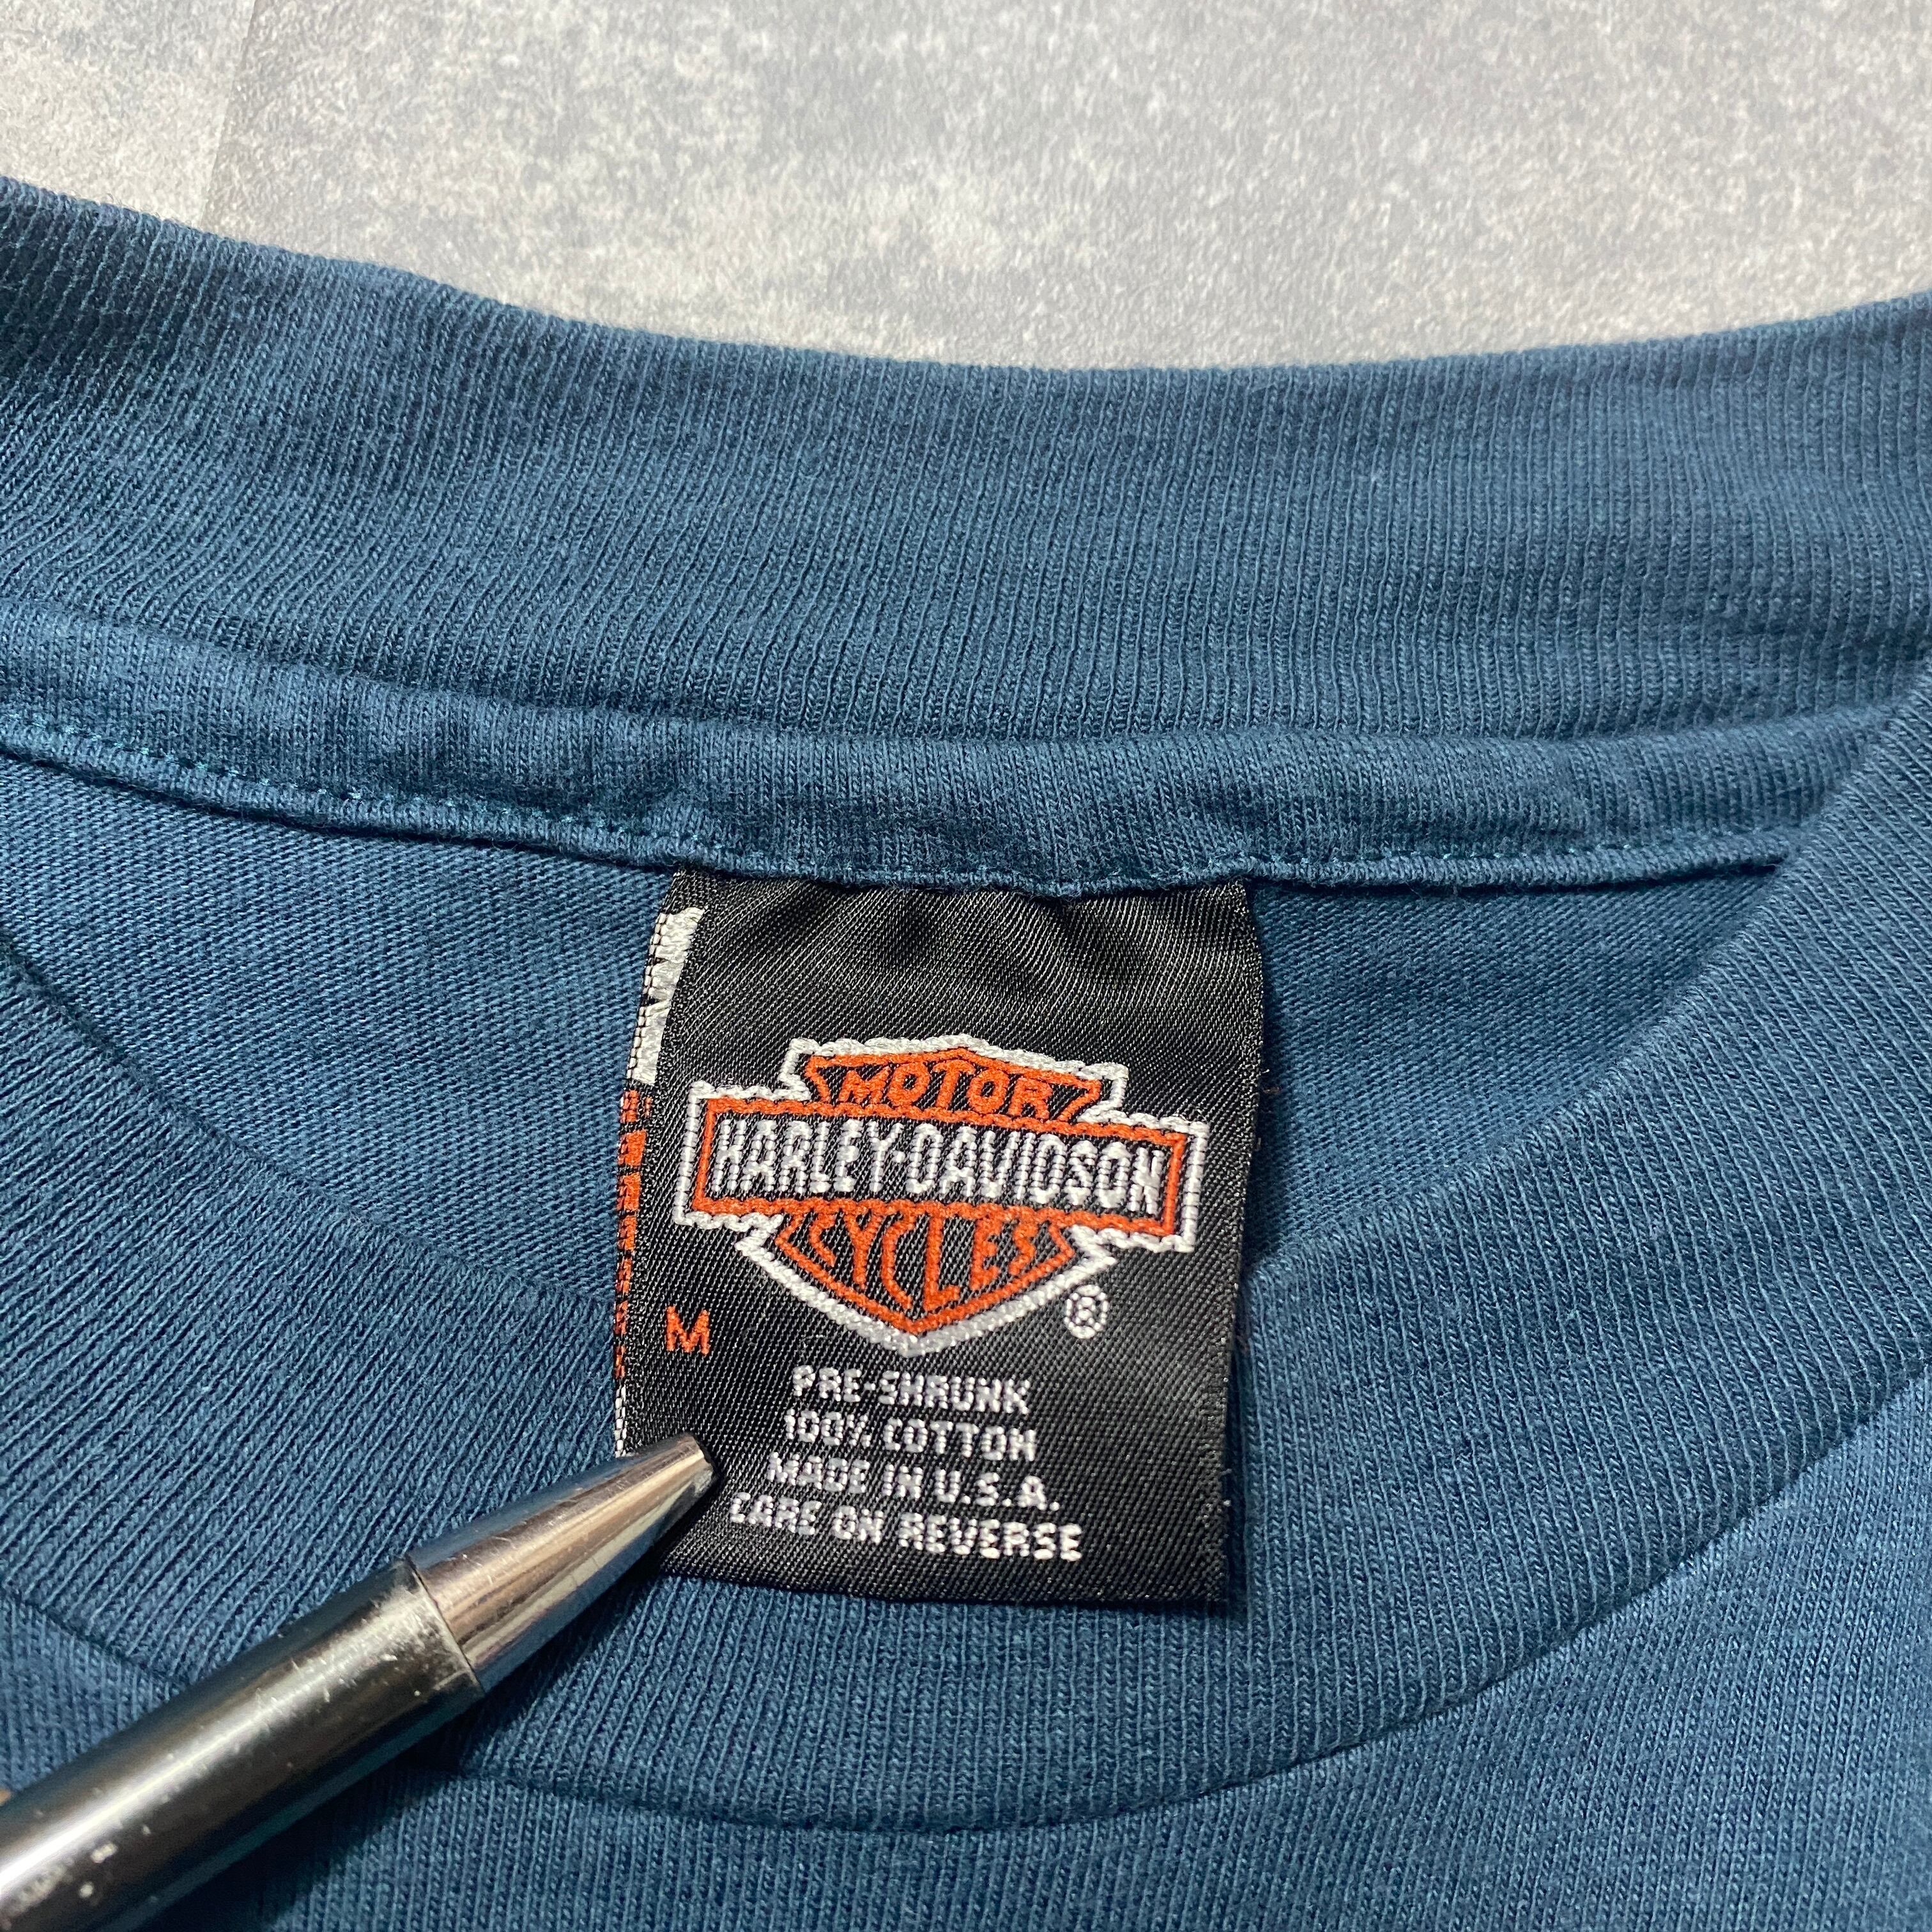 MOTOR
HARLEY-DAVIDSON
CYCLES
®
M
PRE-SHRUNK
100% COTTON
MADE IN U.S.A.
CARE ON REVERSE